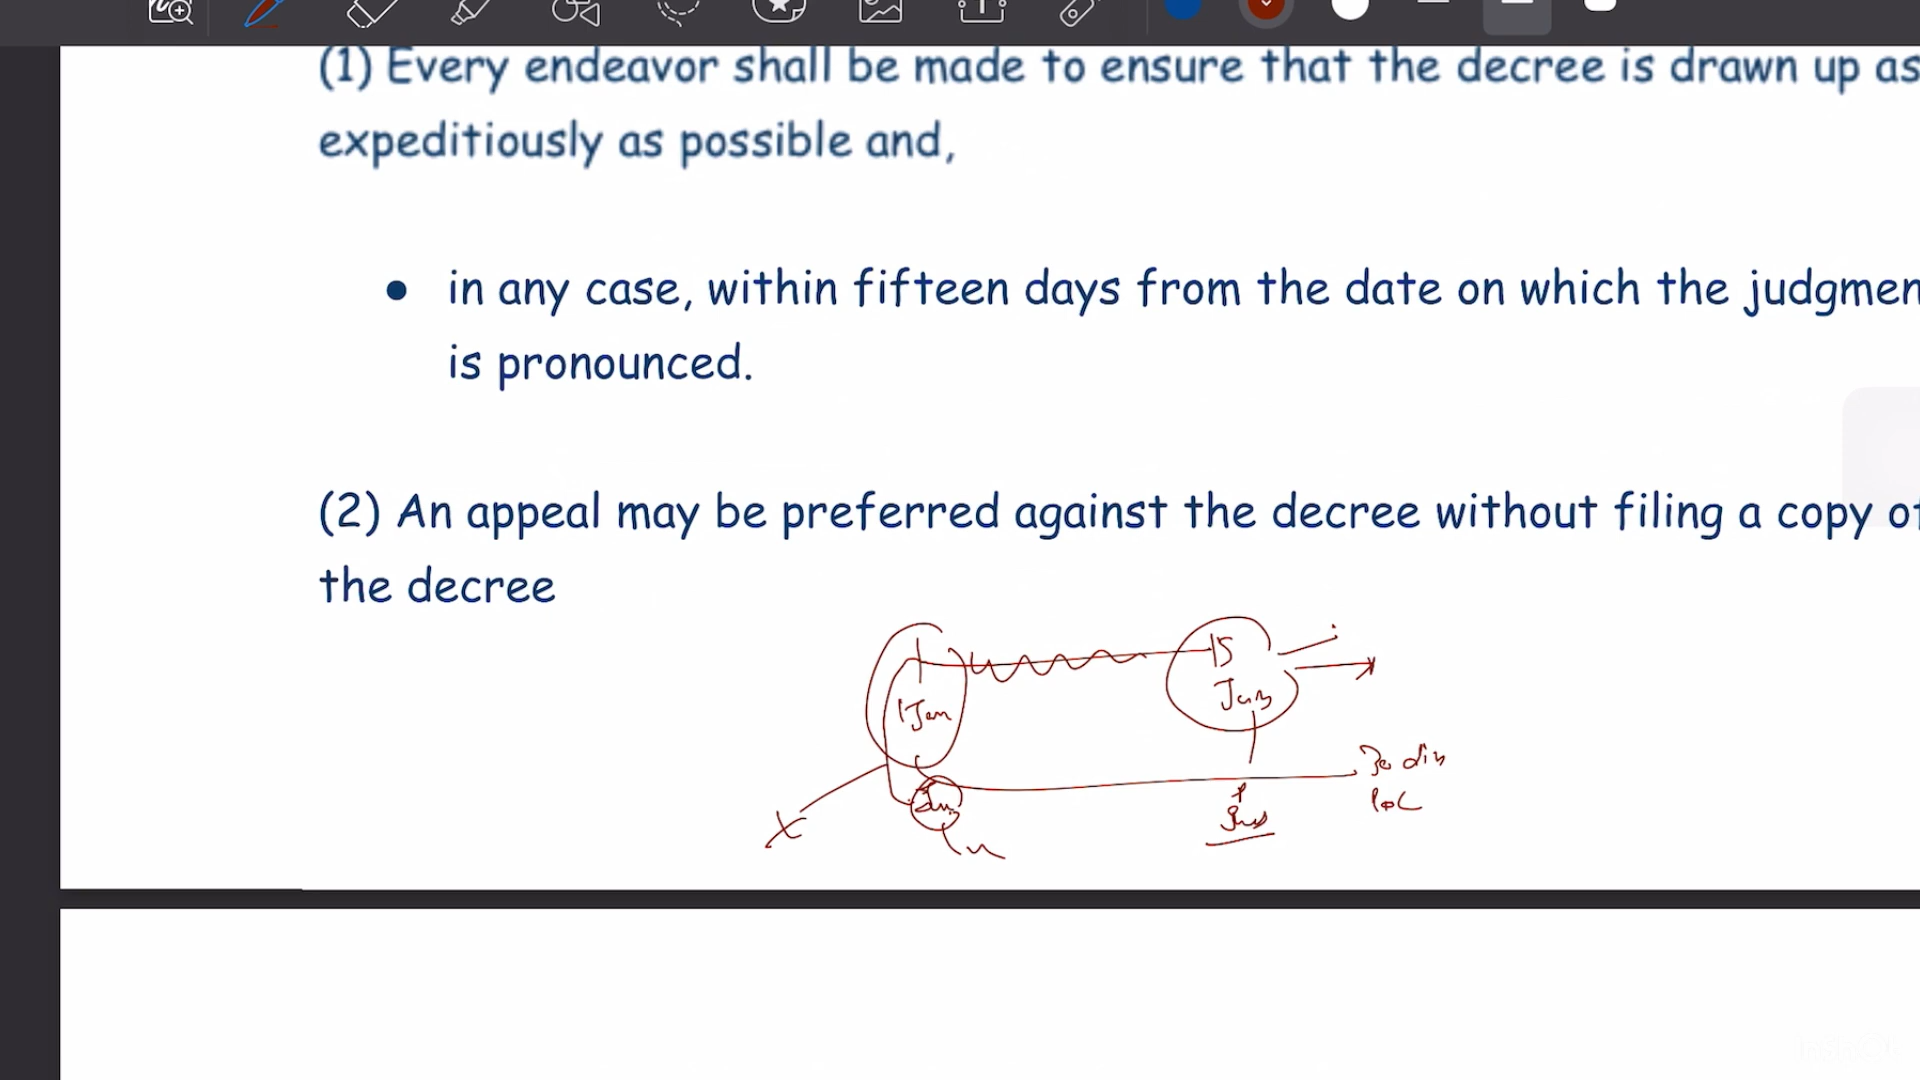 (1) Every endeavor shall be made to ensure that the decree is drawn up as
expeditiously as possible and,
● in any case, within fifteen days from the date on which the judgmen
is pronounced.
(2) An appeal may be preferred against the decree without filing a copy of
the decree
15
1 Jan